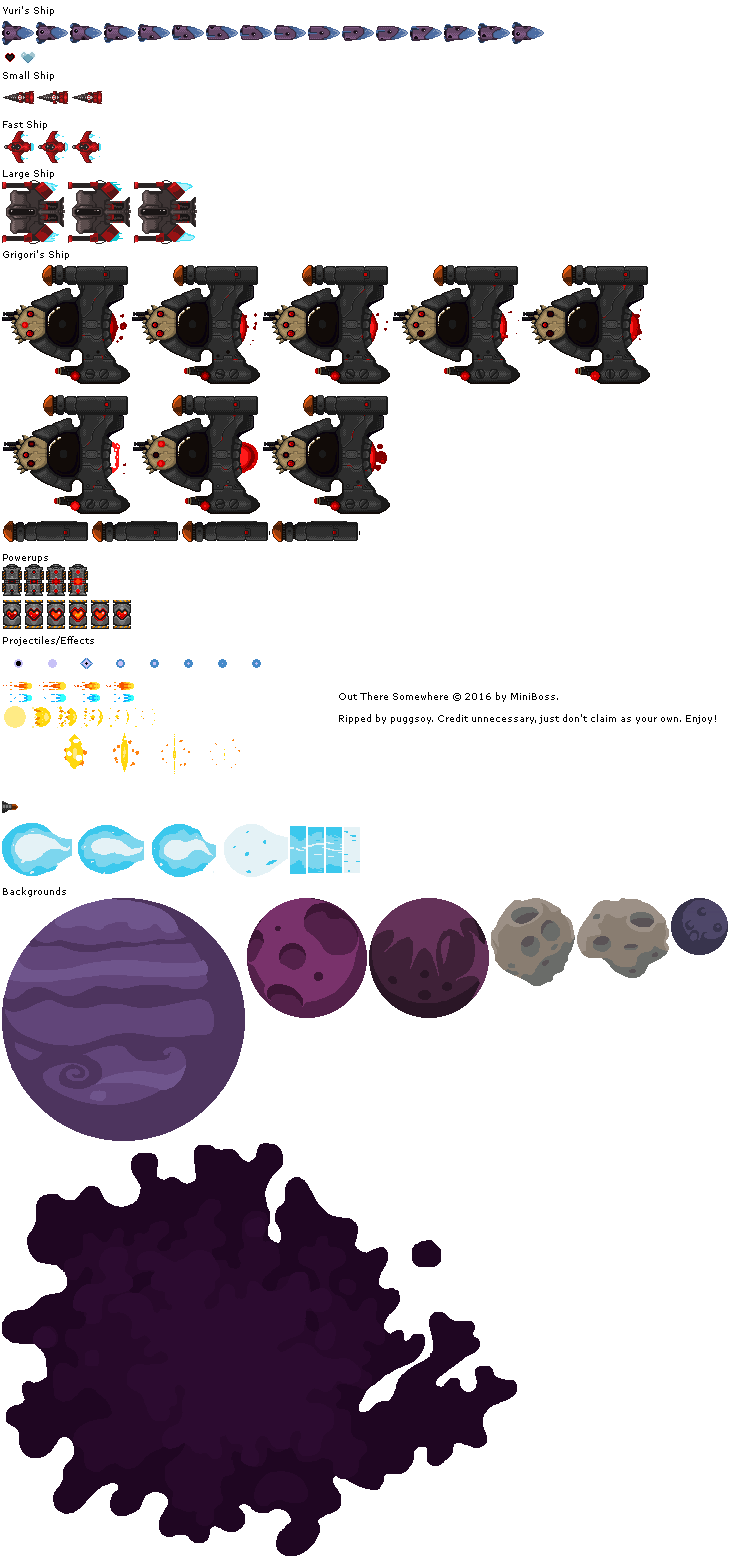 Yuri's Ship
Small Ship
Fast Ship
Large Ship
Grigori's Ship
Powerups
Projectiles/Effects
Out There Somewhere © 2016 by MiniBoss.
Ripped by puggsoy. Credit unnecessary, just don't claim as your own. Enjoy!
Backgrounds